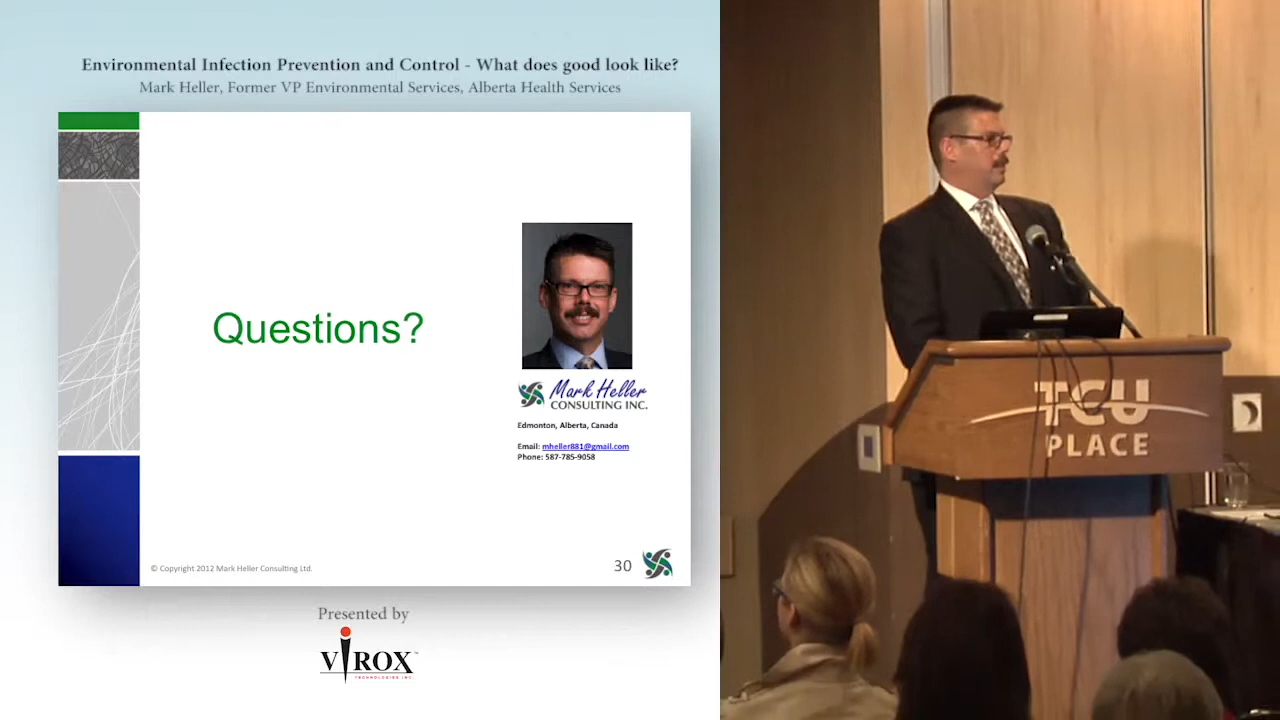 Environmental Infection Prevention and Control - What does good look like?
Mark Heller, Former VP Environmental Services, Alberta Health Services
Questions?
Mark Heller
CONSULTING INC.
Edmonton, Alberta, Canada
Email: mheller881@gmail.com
Phone: 587-785-9058
© Copyright 2012 Mark Heller Consulting Ltd.
30
Presented by
VIROX
TECHNOLOGIES INC.
TCU
PLACE